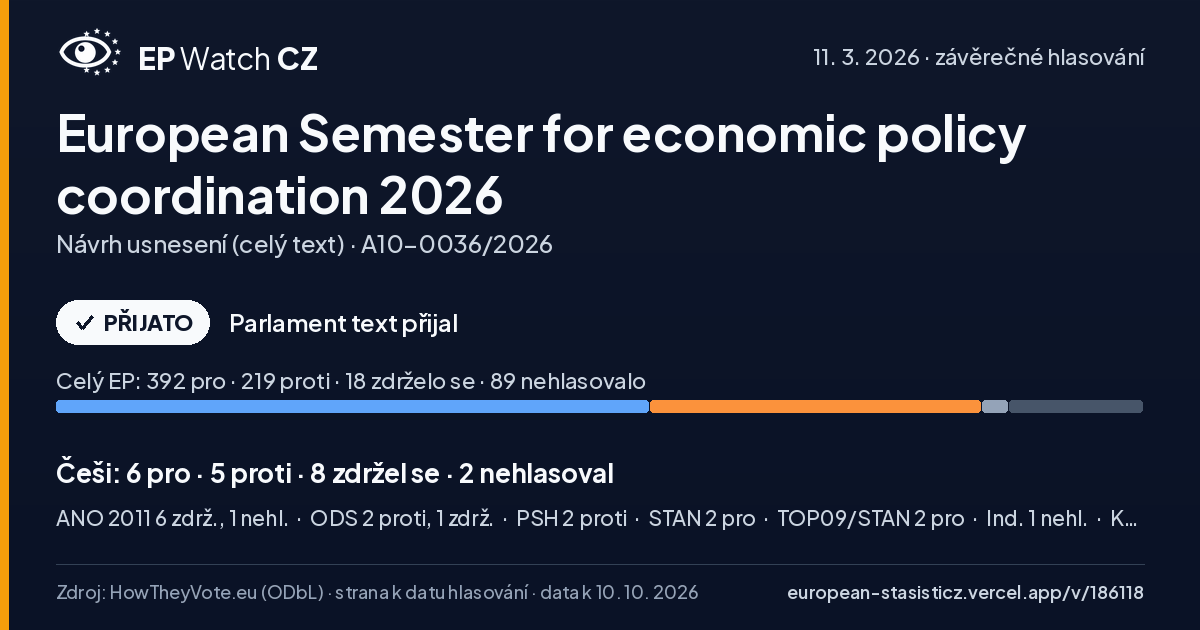 EP Watch CZ
11. 3. 2026 · závěrečné hlasování
European Semester for economic policy
coordination 2026
Návrh usnesení (celý text) · A10-0036/2026
✓ PŘIJATO
Parlament text přijal
Celý EP: 392 pro · 219 proti · 18 zdrželo se · 89 nehlasovalo
Češi: 6 pro · 5 proti · 8 zdržel se · 2 nehlasoval
ANO 2011 6 zdrž., 1 nehl. · ODS 2 proti, 1 zdrž. · PSH 2 proti · STAN 2 pro · TOP09/STAN 2 pro · Ind. 1 nehl. · K…
Zdroj: HowTheyVote.eu (ODbL) · strana k datu hlasování · data k 10. 10. 2026
european-stasisticz.vercel.app/v/186118